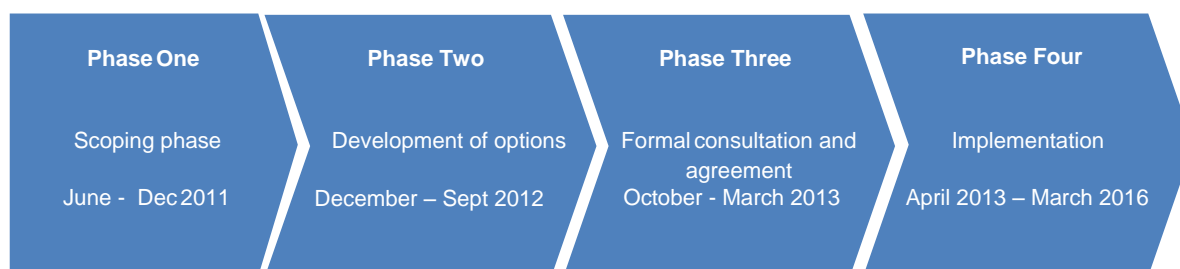 Phase One
Scoping phase
June - Dec 2011
Phase Two
Development of options
December – Sept 2012
Phase Three
Formal consultation and
agreement
October - March 2013
Phase Four
Implementation
April 2013 – March 2016